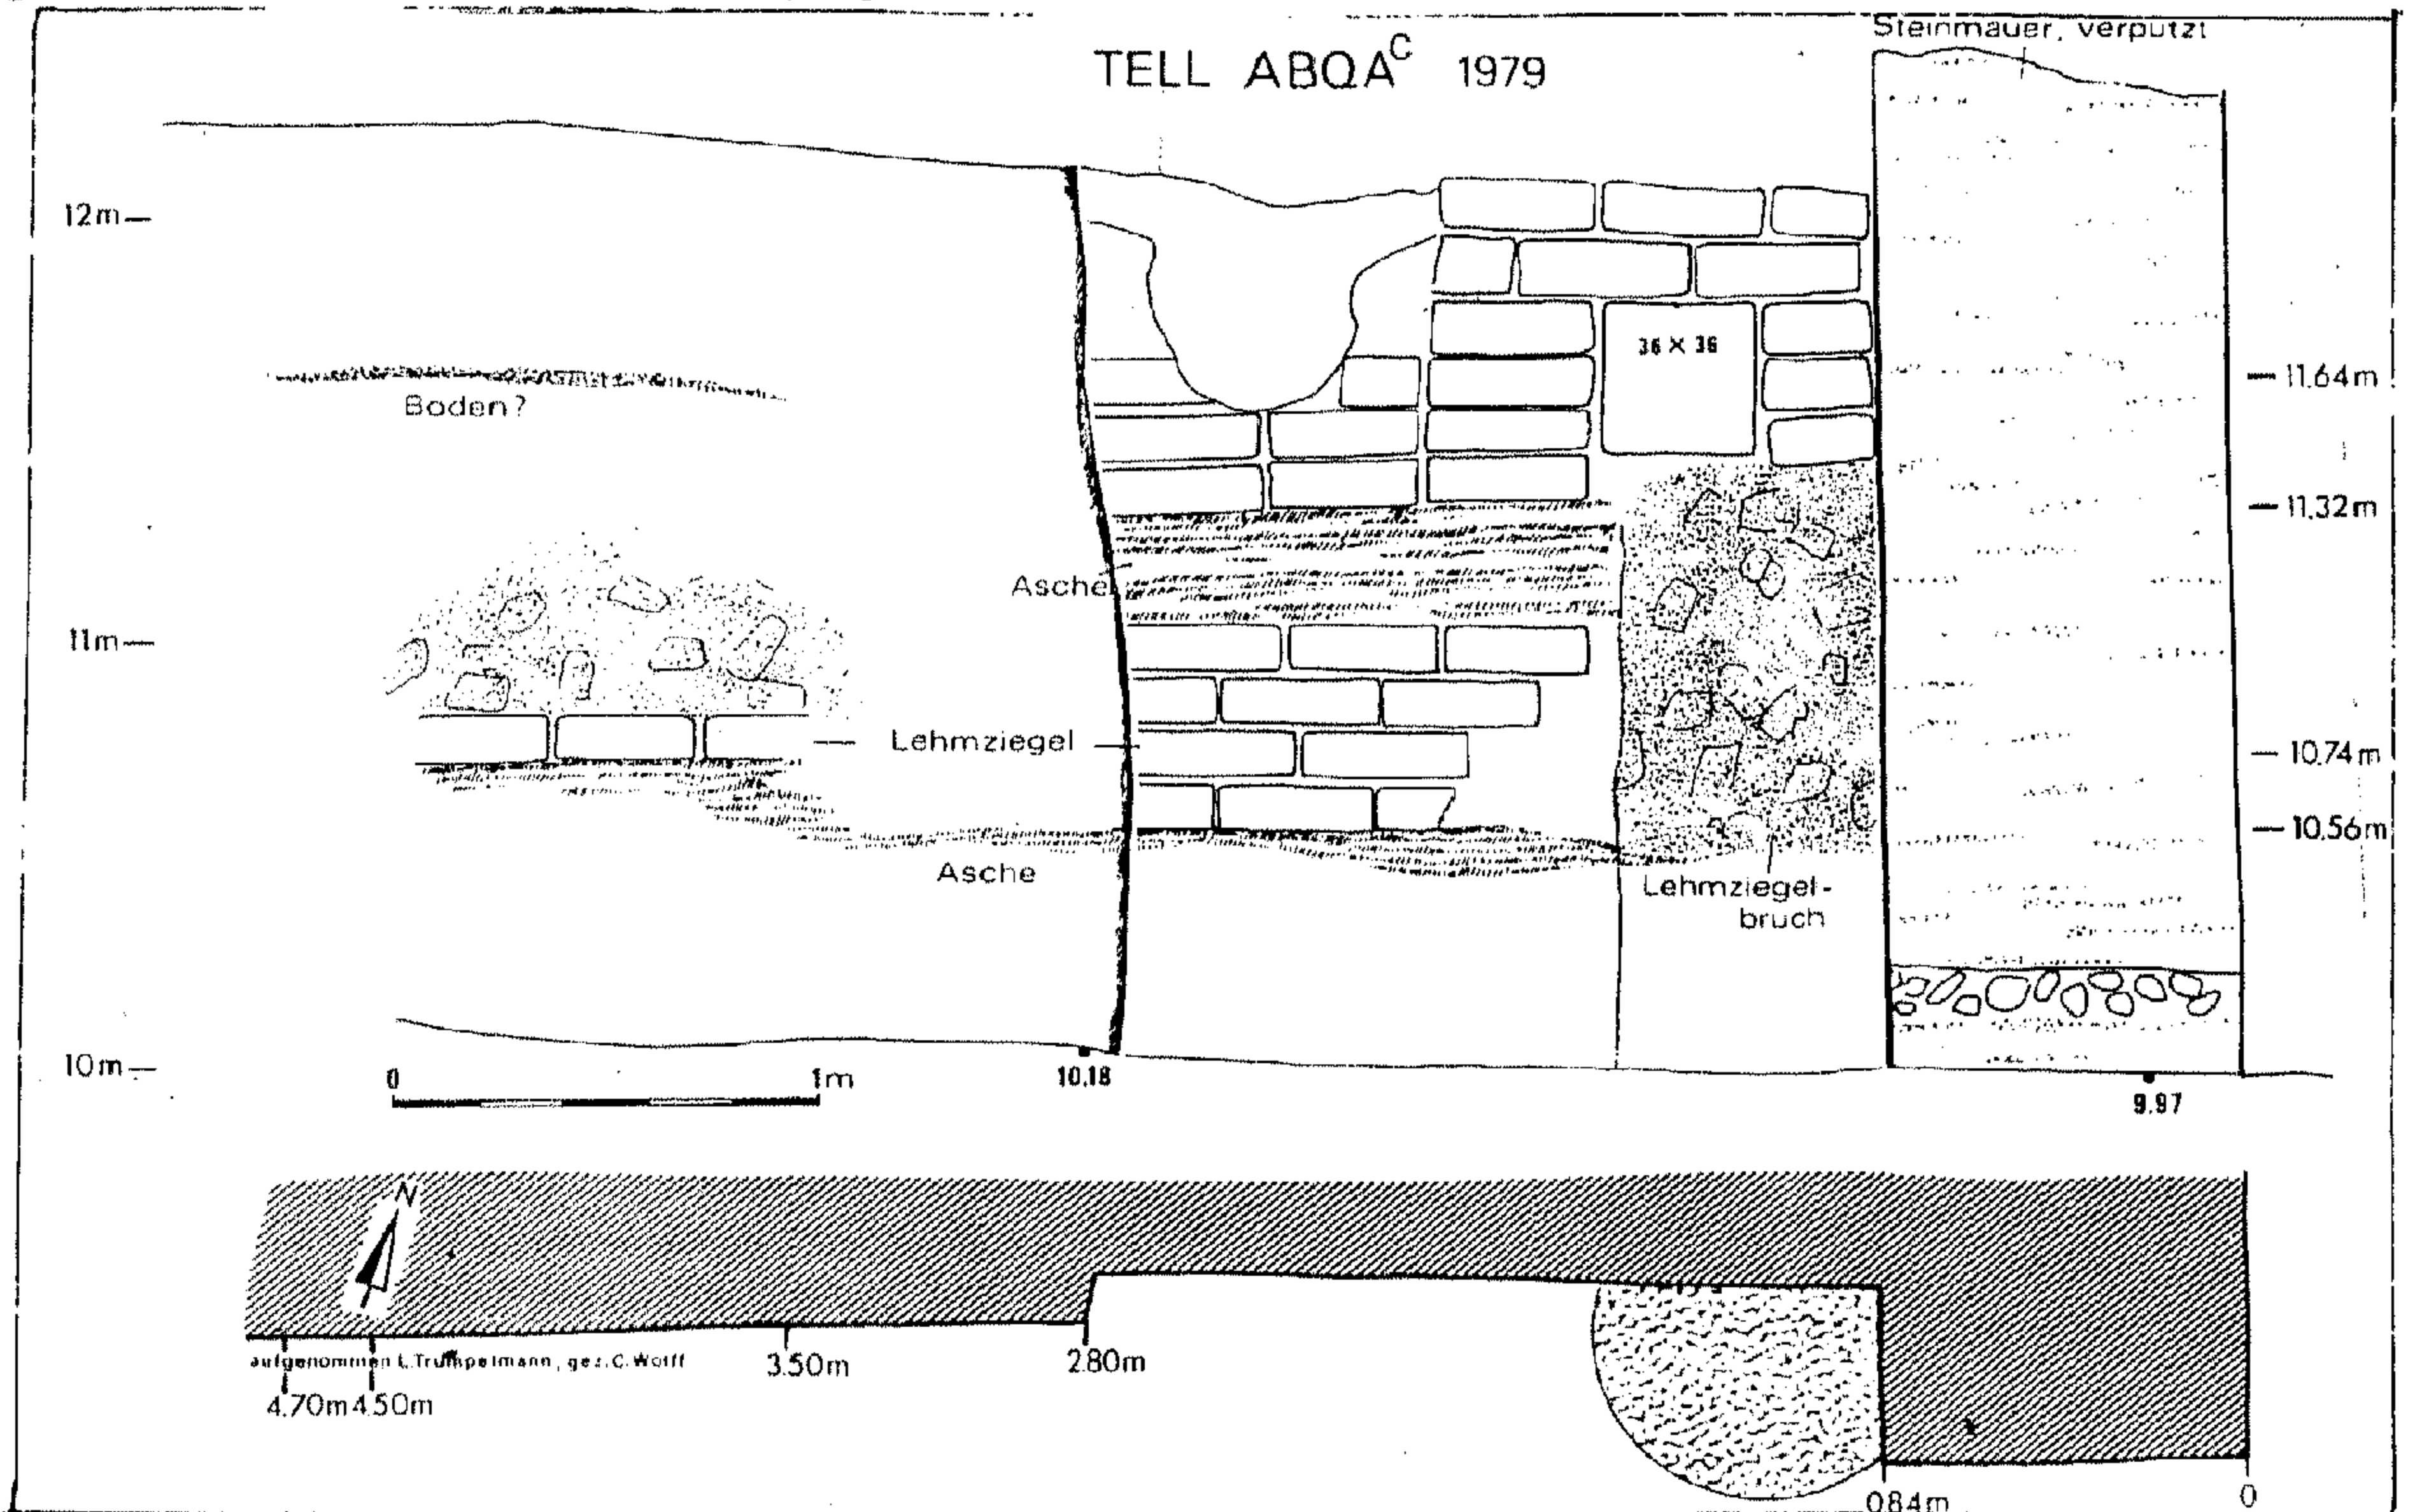 Steinmauer, verputzt
TELL ABQAᶜ 1979
12m
36 X 36
11.64m
Boden?
11.32m
Asche
11m
Lehmziegel
10.74m
10.56m
Asche
Lehmziegel-
bruch
10m
0 1m
10.18
9.97
N
aufgenommen L.Trümpelmann, gez.C.Wolff
3.50m
2.80m
4.70m 4.50m
0.84m
0